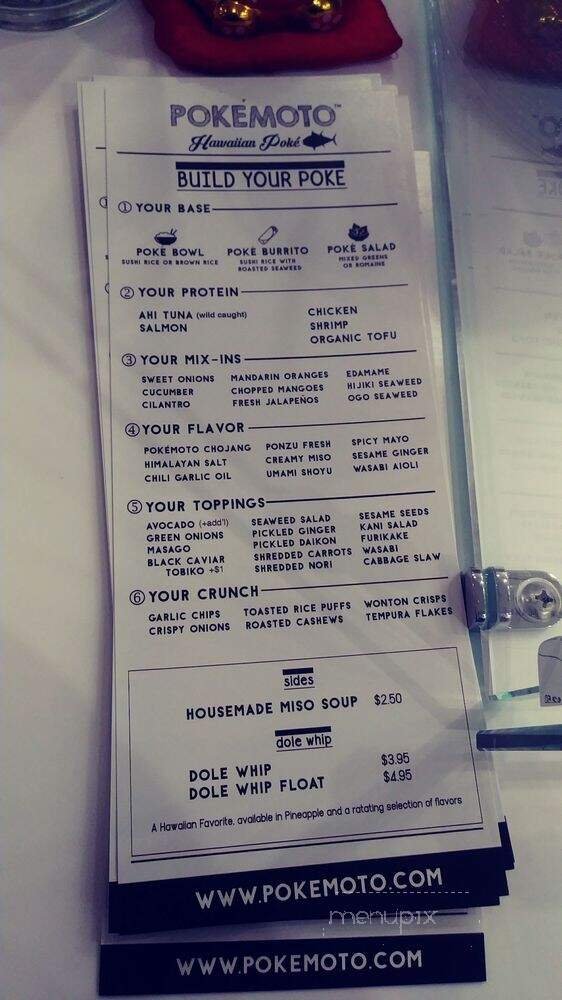 POKÉMOTO™
Hawaiian Poké
BUILD YOUR POKE
① YOUR BASE
POKÉ BOWL
SUSHI RICE OR BROWN RICE
POKÉ BURRITO
SUSHI RICE WITH
ROASTED SEAWEED
POKÉ SALAD
MIXED GREENS
OR ROMAINE
② YOUR PROTEIN
AHI TUNA (wild caught)
SALMON
CHICKEN
SHRIMP
ORGANIC TOFU
③ YOUR MIX-INS
SWEET ONIONS
CUCUMBER
CILANTRO
MANDARIN ORANGES
CHOPPED MANGOES
FRESH JALAPEÑOS
EDAMAME
HIJIKI SEAWEED
OGO SEAWEED
④ YOUR FLAVOR
POKÉMOTO CHOJANG
HIMALAYAN SALT
CHILI GARLIC OIL
PONZU FRESH
CREAMY MISO
UMAMI SHOYU
SPICY MAYO
SESAME GINGER
WASABI AIOLI
⑤ YOUR TOPPINGS
AVOCADO (+add'l)
GREEN ONIONS
MASAGO
BLACK CAVIAR
TOBIKO +$1
SEAWEED SALAD
PICKLED GINGER
PICKLED DAIKON
SHREDDED CARROTS
SHREDDED NORI
SESAME SEEDS
KANI SALAD
FURIKAKE
WASABI
CABBAGE SLAW
⑥ YOUR CRUNCH
GARLIC CHIPS
CRISPY ONIONS
TOASTED RICE PUFFS
ROASTED CASHEWS
WONTON CRISPS
TEMPURA FLAKES
sides
HOUSEMADE MISO SOUP $2.50
dole whip
DOLE WHIP $3.95
DOLE WHIP FLOAT $4.95
A Hawaiian Favorite, available in Pineapple and a ratating selection of flavors
WWW.POKEMOTO.COM
menupix
WWW.POKEMOTO.COM